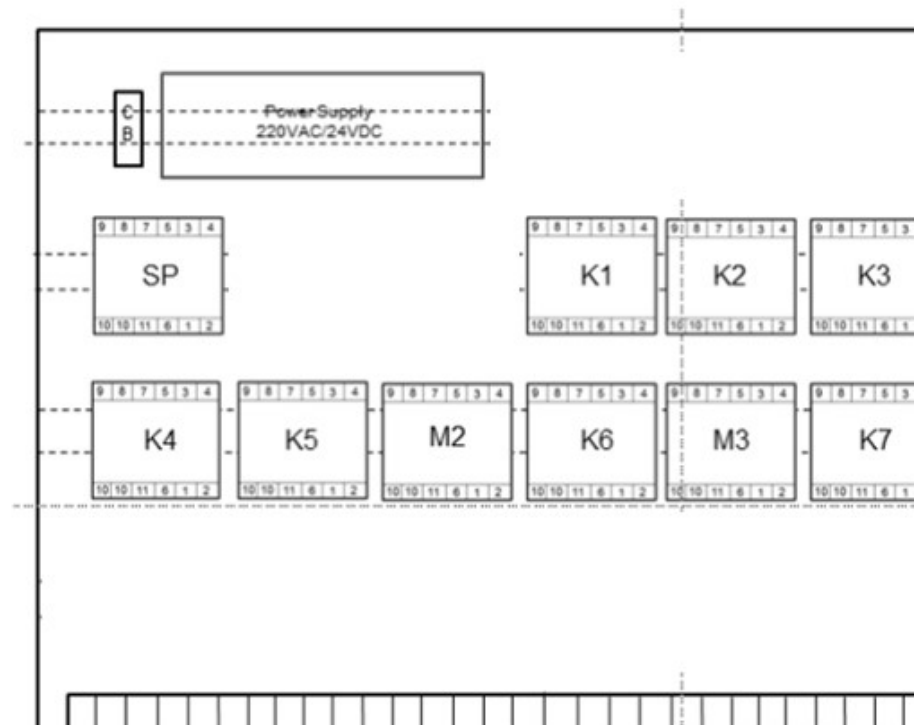 C
B
Power Supply
220VAC/24VDC
9 8 7 5 3 4
SP
10 10 11 6 1 2
9 8 7 5 3 4
K1
10 10 11 6 1 2
9 8 7 5 3 4
K2
10 10 11 6 1 2
9 8 7 5 3
K3
10 10 11 6 1
9 8 7 5 3 4
K4
10 10 11 6 1 2
9 8 7 5 3 4
K5
10 10 11 6 1 2
9 8 7 5 3 4
M2
10 10 11 6 1 2
9 8 7 5 3 4
K6
10 10 11 6 1 2
9 8 7 5 3 4
M3
10 10 11 6 1 2
9 8 7 5 3
K7
10 10 11 6 1